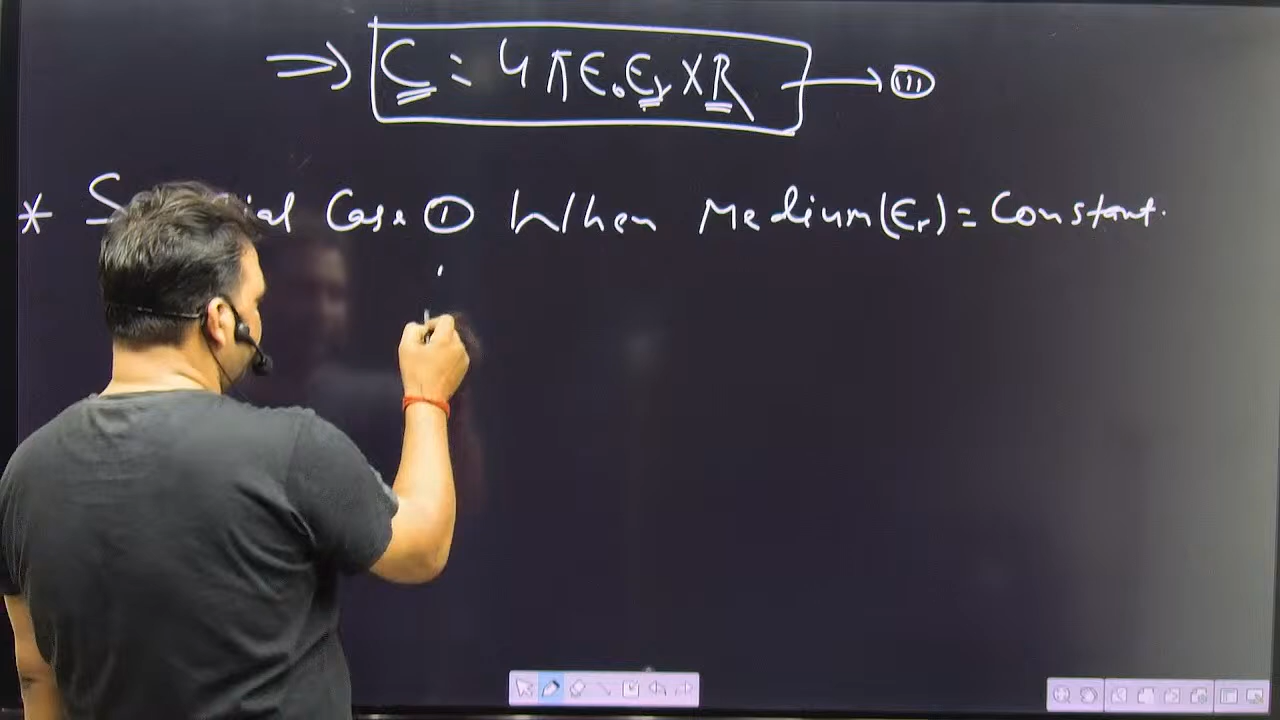 ⇒ C = 4πε₀εᵣ × R → (III)
* Case ① When Medium(εᵣ) = Constant.